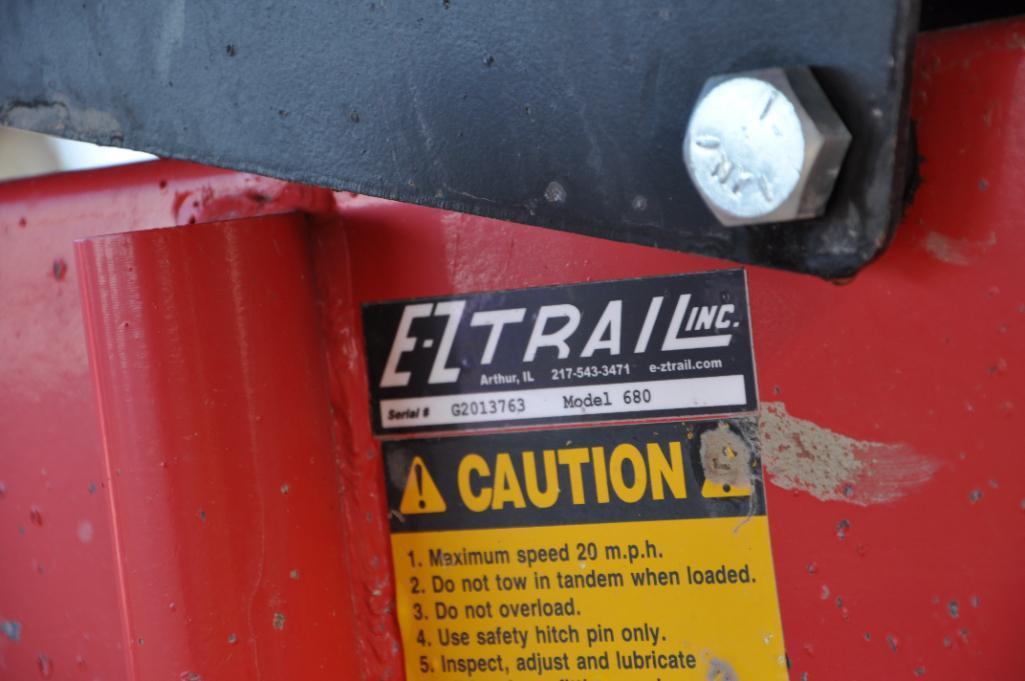 E-Z TRAIL INC.
Arthur, IL 217-543-3471 e-ztrail.com
Serial # G2013763 Model 680
CAUTION
1. Maximum speed 20 m.p.h.
2. Do not tow in tandem when loaded.
3. Do not overload.
4. Use safety hitch pin only.
5. Inspect, adjust and lubricate